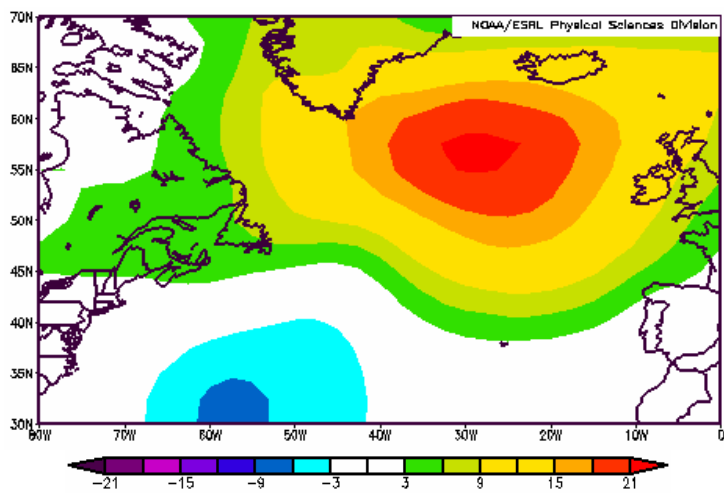 70N
NOAA/ESRL Physical Sciences Division
65N
60N
55N
50N
45N
40N
35N
30N
80W 70W 60W 50W 40W 30W 20W 10W 0
-21 -15 -9 -3 3 9 15 21